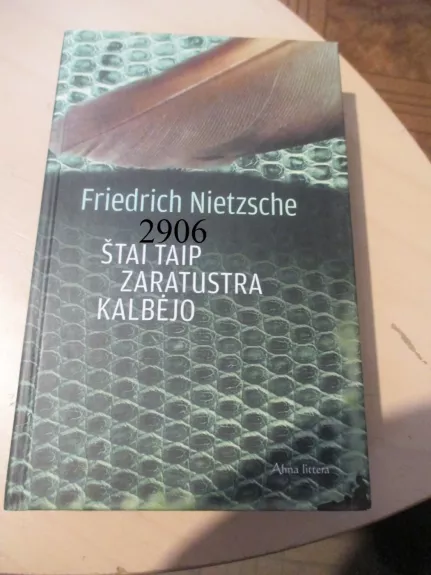 Friedrich Nietzsche
2906
ŠTAI TAIP
ZARATUSTRA
KALBĖJO
Alma littera